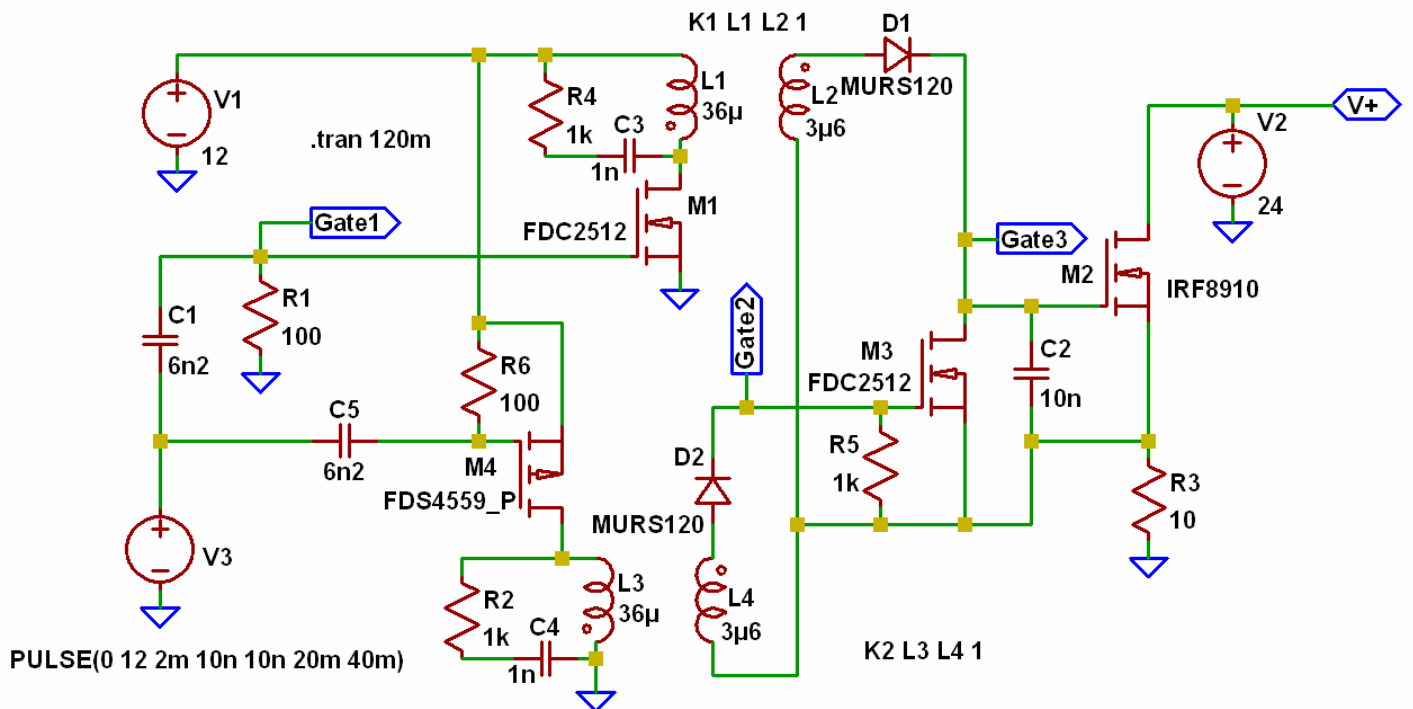 K1 L1 L2 1
D1
MURS120
V1
12
.tran 120m
R4
1k
C3
1n
L1
36µ
L2
3µ6
V+
V2
24
Gate1
M1
FDC2512
Gate3
M2
IRF8910
C1
6n2
R1
100
R6
100
Gate2
M3
FDC2512
C2
10n
C5
6n2
M4
FDS4559_P
D2
MURS120
R5
1k
R3
10
V3
R2
1k
C4
1n
L3
36µ
L4
3µ6
K2 L3 L4 1
PULSE(0 12 2m 10n 10n 20m 40m)